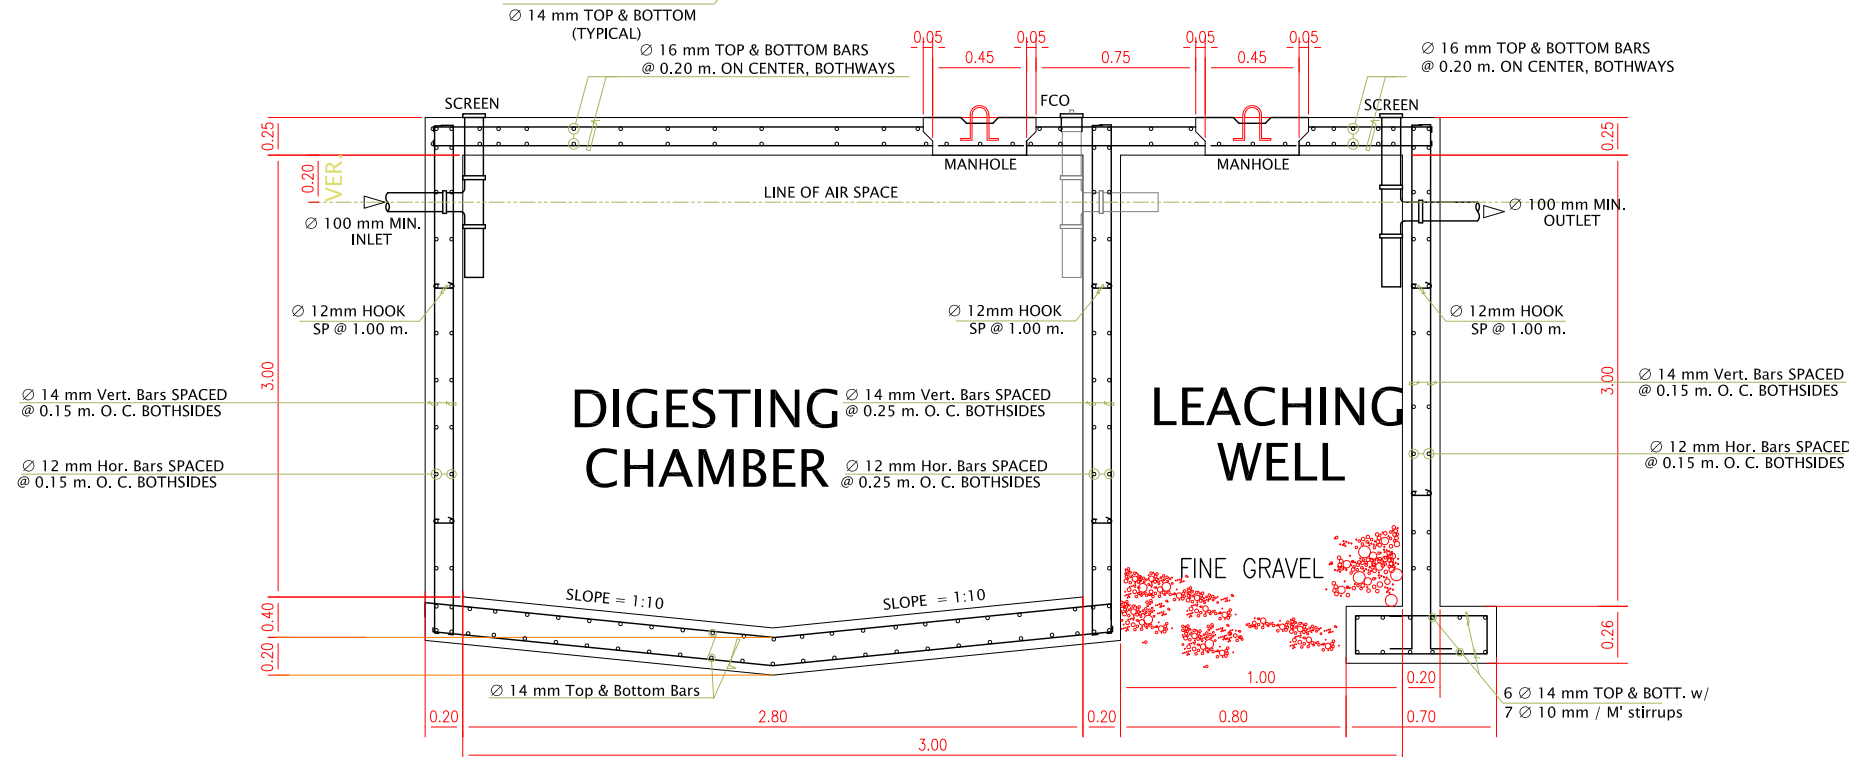 Ø 14 mm TOP & BOTTOM
(TYPICAL)
Ø 16 mm TOP & BOTTOM BARS
@ 0.20 m. ON CENTER, BOTHWAYS
0.05
0.45
0.05
0.75
0.05
0.45
0.05
Ø 16 mm TOP & BOTTOM BARS
@ 0.20 m. ON CENTER, BOTHWAYS
SCREEN
FCO
SCREEN
0.25
0.25
MANHOLE
MANHOLE
0.20
VER.
LINE OF AIR SPACE
Ø 100 mm MIN.
INLET
Ø 100 mm MIN.
OUTLET
Ø 12mm HOOK
SP @ 1.00 m.
Ø 12mm HOOK
SP @ 1.00 m.
Ø 12mm HOOK
SP @ 1.00 m.
3.00
3.00
Ø 14 mm Vert. Bars SPACED
@ 0.15 m. O. C. BOTHSIDES
DIGESTING
CHAMBER
Ø 14 mm Vert. Bars SPACED
@ 0.25 m. O. C. BOTHSIDES
LEACHING
WELL
Ø 14 mm Vert. Bars SPACED
@ 0.15 m. O. C. BOTHSIDES
Ø 12 mm Hor. Bars SPACED
@ 0.15 m. O. C. BOTHSIDES
Ø 12 mm Hor. Bars SPACED
@ 0.25 m. O. C. BOTHSIDES
Ø 12 mm Hor. Bars SPACED
@ 0.15 m. O. C. BOTHSIDES
FINE GRAVEL
SLOPE = 1:10
SLOPE = 1:10
0.40
0.20
0.26
Ø 14 mm Top & Bottom Bars
1.00
0.20
6 Ø 14 mm TOP & BOTT. w/
7 Ø 10 mm / M' stirrups
0.20
2.80
0.20
0.80
0.70
3.00